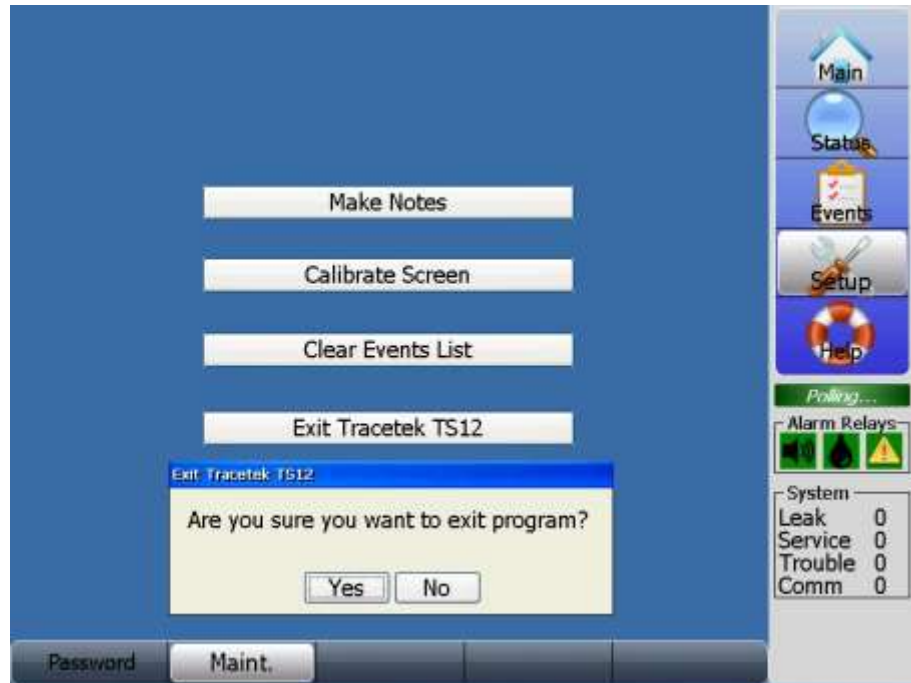 Make Notes
Calibrate Screen
Clear Events List
Exit Tracetek TS12
Exit Tracetek TS12
Are you sure you want to exit program?
Yes No
Password Maint.
Main
Status
Events
Setup
Help
Polling...
Alarm Relays
System
Leak 0
Service 0
Trouble 0
Comm 0